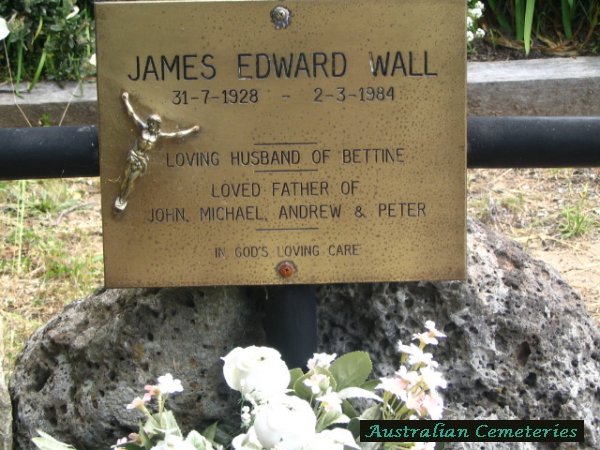 JAMES EDWARD WALL
31-7-1928 - 2-3-1984
LOVING HUSBAND OF BETTINE
LOVED FATHER OF
JOHN, MICHAEL, ANDREW & PETER
IN GOD'S LOVING CARE
Australian Cemeteries